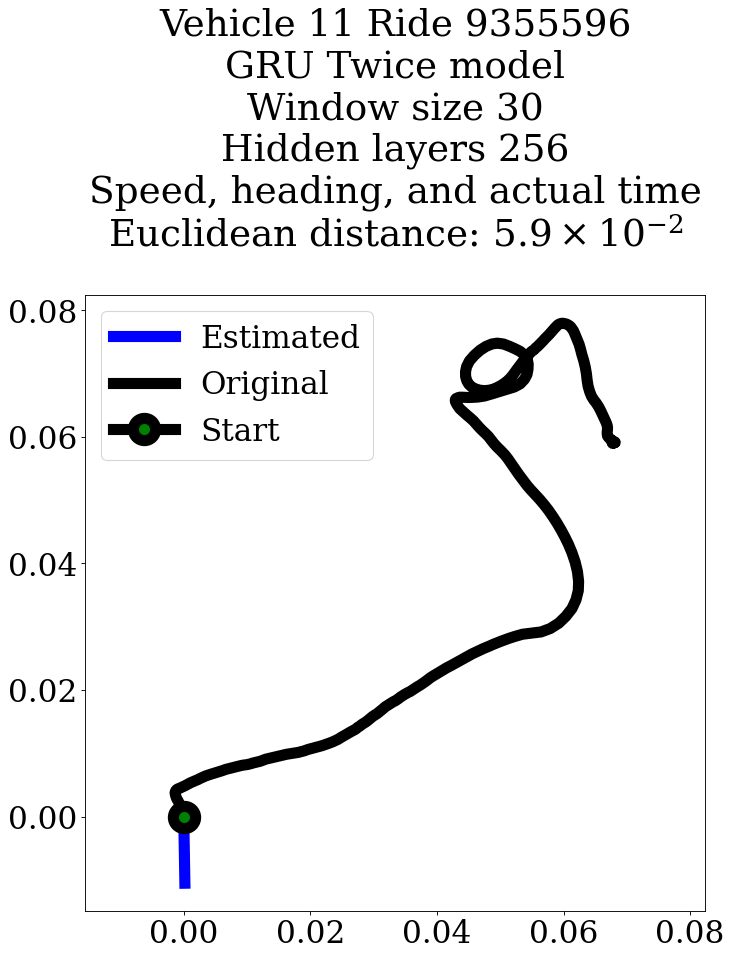 Vehicle 11 Ride 9355596
GRU Twice model
Window size 30
Hidden layers 256
Speed, heading, and actual time
Euclidean distance: 5.9 × 10⁻²
0.08
Estimated
Original
Start
0.06
0.04
0.02
0.00
0.00 0.02 0.04 0.06 0.08